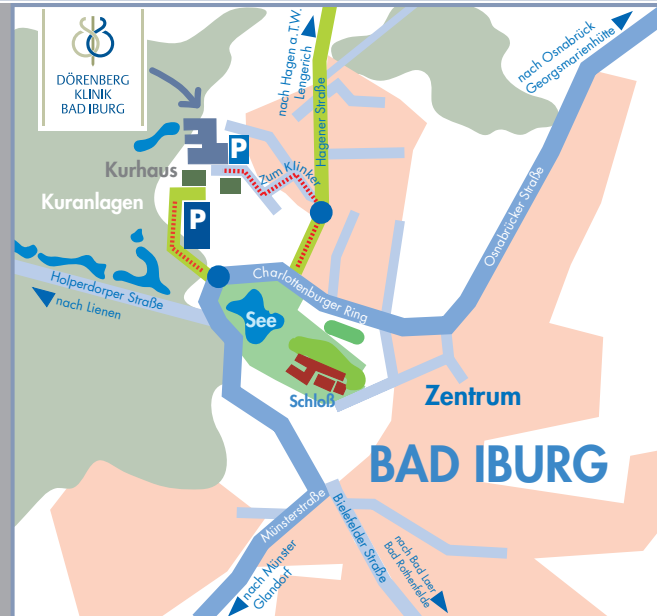 DÖRENBERG
KLINIK
BAD IBURG
nach Hagen a.T.W.
Lengerich
Hagener Straße
nach Osnabrück
Georgsmarienhütte
P
Kurhaus
Zum Klinker
Kuranlagen
P
Osnabrücker Straße
Holperdorper Straße
nach Lienen
Charlottenburger Ring
See
Schloß
Zentrum
BAD IBURG
Münsterstraße
Bielefelder Straße
nach Münster
Glandorf
nach Bad Laer
Bad Rothenfelde